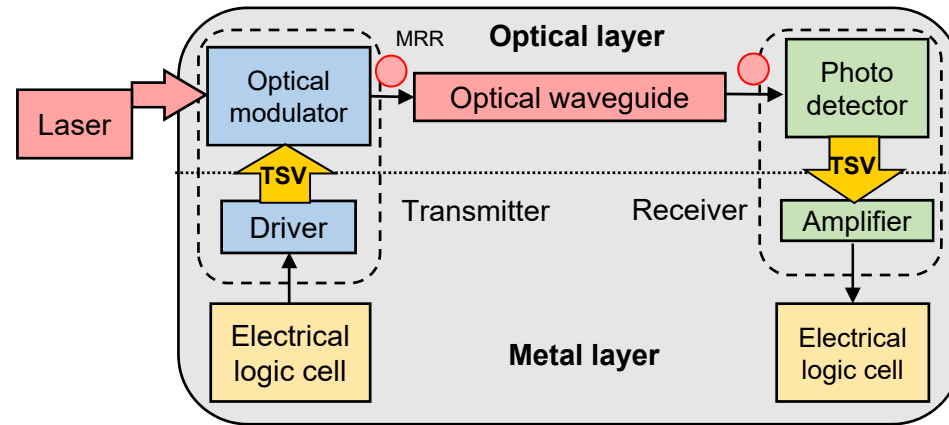 MRR
Optical layer
Laser
Optical
modulator
Optical waveguide
Photo
detector
TSV
TSV
Driver
Transmitter
Receiver
Amplifier
Electrical
logic cell
Metal layer
Electrical
logic cell